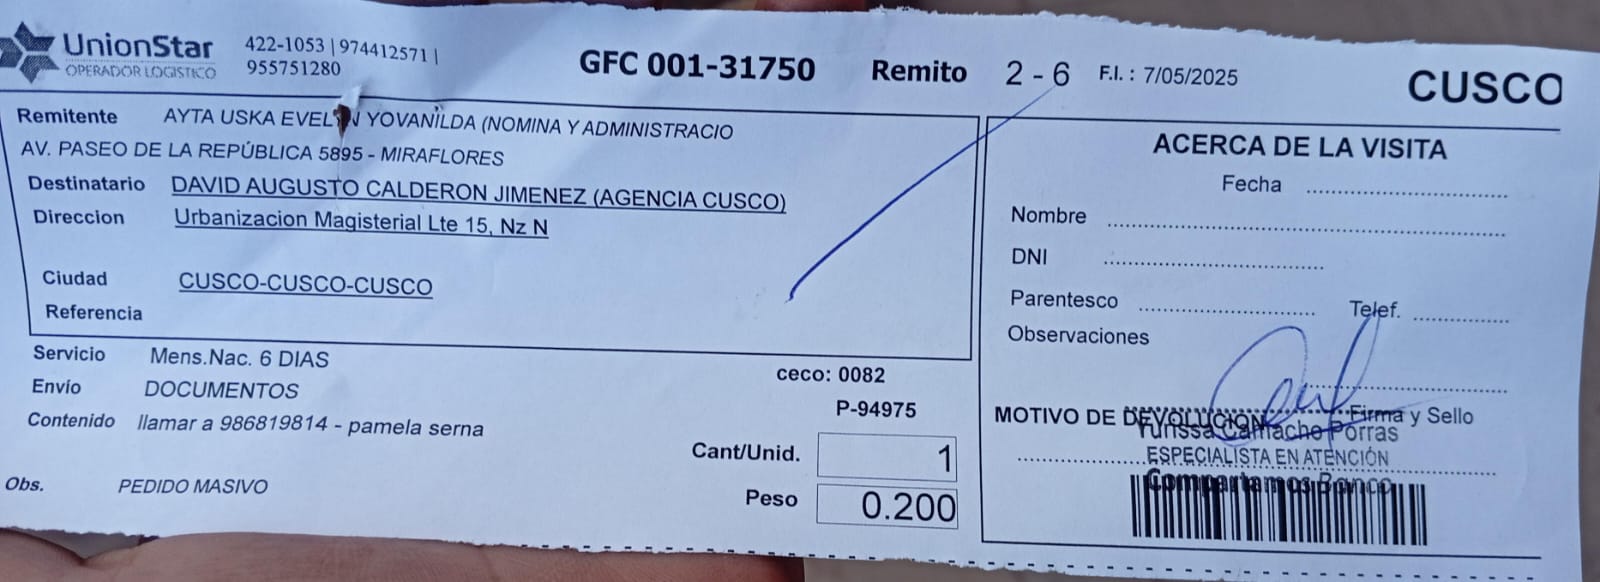 UnionStar
OPERADOR LOGISTICO
422-1053 | 974412571 |
955751280
GFC 001-31750 Remito 2 - 6 F.I. : 7/05/2025 CUSCO
Remitente AYTA USKA EVELYN YOVANILDA (NOMINA Y ADMINISTRACIO
AV. PASEO DE LA REPÚBLICA 5895 - MIRAFLORES
Destinatario DAVID AUGUSTO CALDERON JIMENEZ (AGENCIA CUSCO)
Direccion Urbanizacion Magisterial Lte 15, Nz N
Ciudad CUSCO-CUSCO-CUSCO
Referencia
Servicio Mens.Nac. 6 DIAS
Envío DOCUMENTOS
Contenido llamar a 986819814 - pamela serna
Obs. PEDIDO MASIVO
ceco: 0082
P-94975
Cant/Unid. 1
Peso 0.200
ACERCA DE LA VISITA
Fecha
Nombre
DNI
Parentesco Telef.
Observaciones
Firma y Sello
MOTIVO DE DEVOLUCION
Yurissa Camacho Porras
ESPECIALISTA EN ATENCIÓN
Compartamos Banco